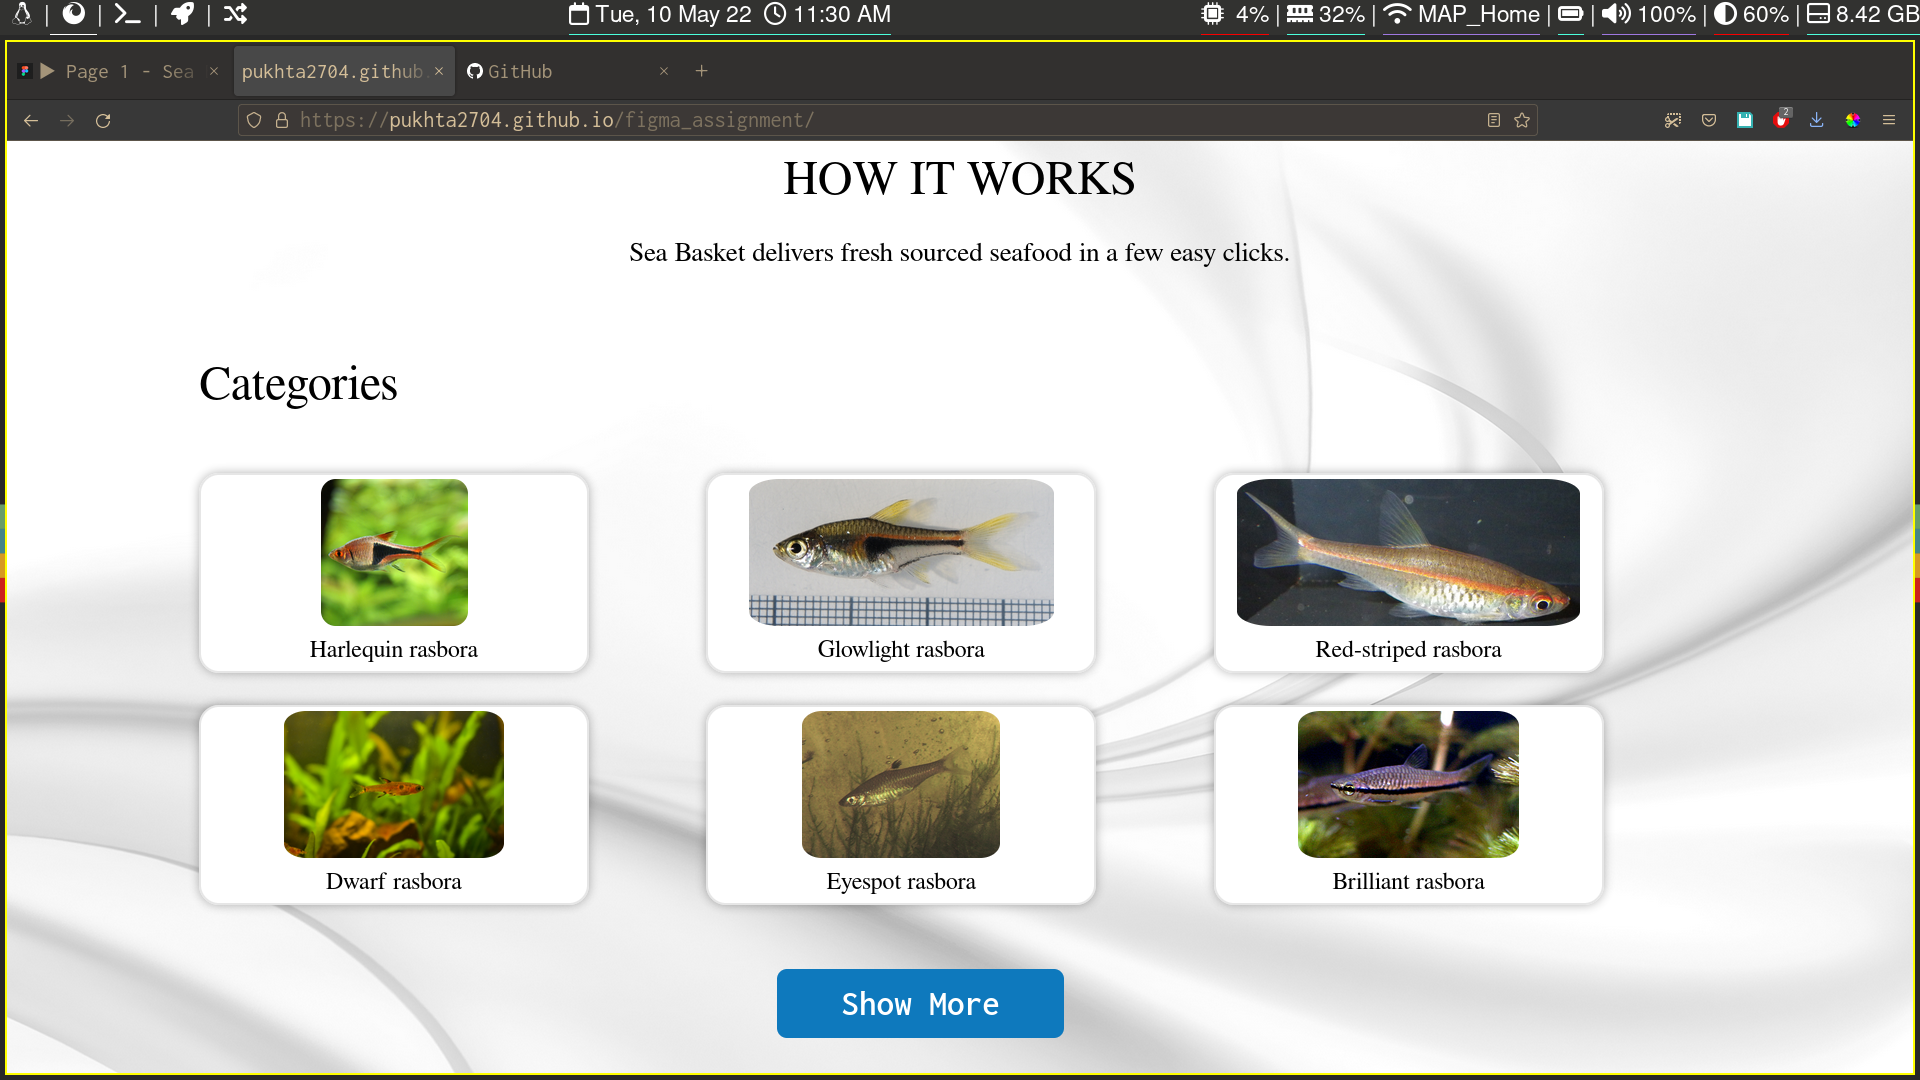 Tue, 10 May 22 11:30 AM 4% | 32% | MAP_Home | | 100% | 60% | 8.42 GB
Page 1 - Sea
pukhta2704.github.
GitHub
https://pukhta2704.github.io/figma_assignment/
2
HOW IT WORKS
Sea Basket delivers fresh sourced seafood in a few easy clicks.
Categories
Harlequin rasbora
Glowlight rasbora
Red-striped rasbora
Dwarf rasbora
Eyespot rasbora
Brilliant rasbora
Show More